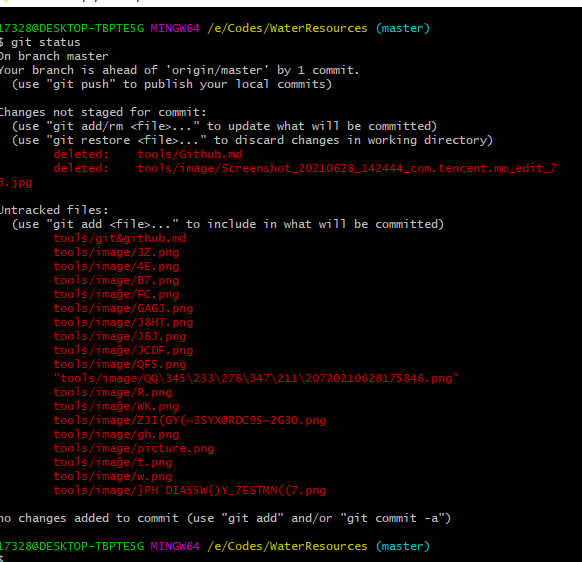 17328@DESKTOP-TBPTE5G MINGW64 /e/Codes/WaterResources (master)
$ git status
On branch master
Your branch is ahead of 'origin/master' by 1 commit.
(use "git push" to publish your local commits)
Changes not staged for commit:
(use "git add/rm <file>..." to update what will be committed)
(use "git restore <file>..." to discard changes in working directory)
deleted: tools/Github.md
deleted: tools/image/Screenshot_20210628_142444_com.tencent.mm_edit_7
8.jpg
Untracked files:
(use "git add <file>..." to include in what will be committed)
tools/git&github.md
tools/image/3Z.png
tools/image/4E.png
tools/image/B7.png
tools/image/FC.png
tools/image/GAGJ.png
tools/image/J8HT.png
tools/image/JBJ.png
tools/image/JCDF.png
tools/image/QF5.png
"tools/image/QQ\345\233\276\347\211\20720210628175846.png"
tools/image/R.png
tools/image/WK.png
tools/image/ZJI(GY(~3SYX@RDC95~2G3O.png
tools/image/gh.png
tools/image/picture.png
tools/image/t.png
tools/image/w.png
tools/image/}PH`DIA55W{)Y_7ESTMN((7.png
no changes added to commit (use "git add" and/or "git commit -a")
17328@DESKTOP-TBPTE5G MINGW64 /e/Codes/WaterResources (master)
$